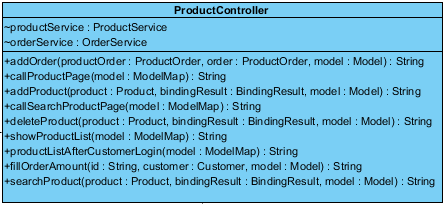 ProductController
~productService : ProductService
~orderService : OrderService
+addOrder(productOrder : ProductOrder, order : ProductOrder, model : Model) : String
+callProductPage(model : ModelMap) : String
+addProduct(product : Product, bindingResult : BindingResult, model : Model) : String
+callSearchProductPage(model : ModelMap) : String
+deleteProduct(product : Product, bindingResult : BindingResult, model : Model) : String
+showProductList(model : ModelMap) : String
+productListAfterCustomerLogin(model : ModelMap) : String
+fillOrderAmount(id : String, customer : Customer, model : Model) : String
+searchProduct(product : Product, bindingResult : BindingResult, model : Model) : String